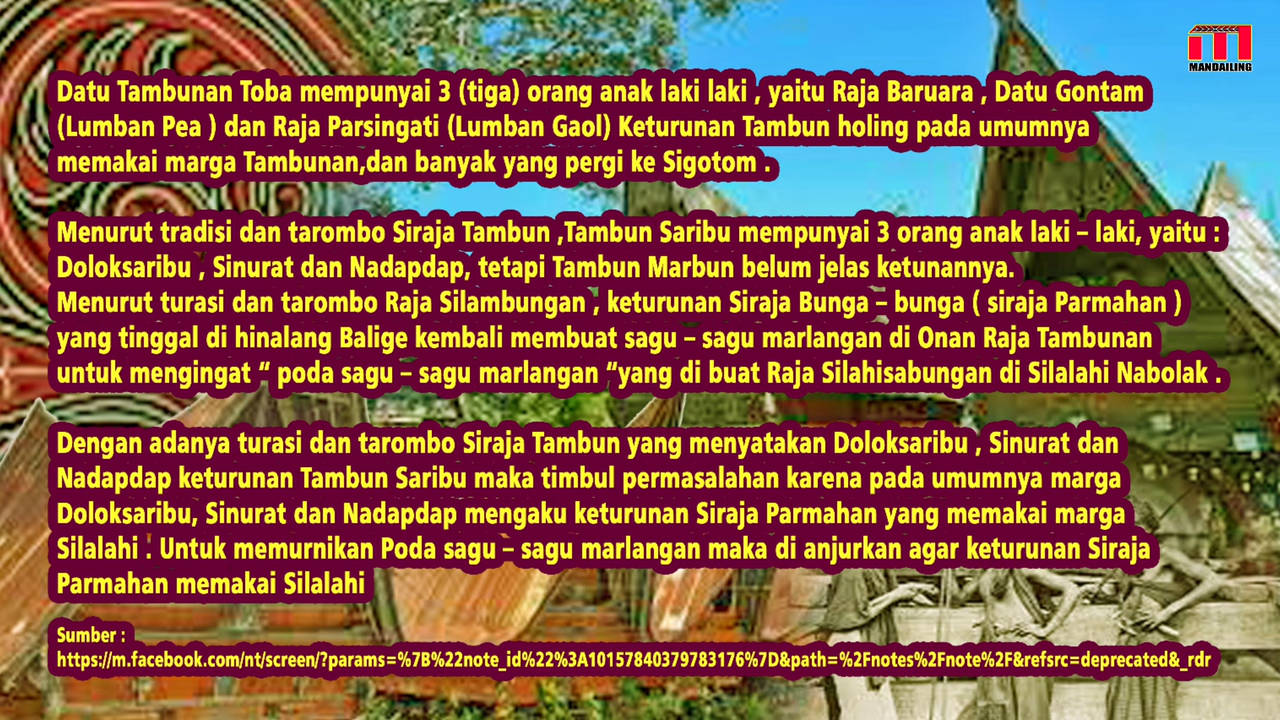 MANDAILING
Datu Tambunan Toba mempunyai 3 (tiga) orang anak laki laki , yaitu Raja Baruara , Datu Gontam
(Lumban Pea ) dan Raja Parsingati (Lumban Gaol) Keturunan Tambun holing pada umumnya
memakai marga Tambunan,dan banyak yang pergi ke Sigotom .
Menurut tradisi dan tarombo Siraja Tambun ,Tambun Saribu mempunyai 3 orang anak laki – laki, yaitu :
Doloksaribu , Sinurat dan Nadapdap, tetapi Tambun Marbun belum jelas ketunannya.
Menurut turasi dan tarombo Raja Silambungan , keturunan Siraja Bunga – bunga ( siraja Parmahan )
yang tinggal di hinalang Balige kembali membuat sagu – sagu marlangan di Onan Raja Tambunan
untuk mengingat “ poda sagu – sagu marlangan “yang di buat Raja Silahisabungan di Silalahi Nabolak .
Dengan adanya turasi dan tarombo Siraja Tambun yang menyatakan Doloksaribu , Sinurat dan
Nadapdap keturunan Tambun Saribu maka timbul permasalahan karena pada umumnya marga
Doloksaribu, Sinurat dan Nadapdap mengaku keturunan Siraja Parmahan yang memakai marga
Silalahi . Untuk memurnikan Poda sagu – sagu marlangan maka di anjurkan agar keturunan Siraja
Parmahan memakai Silalahi
Sumber :
https://m.facebook.com/nt/screen/?params=%7B%22note_id%22%3A10157840379783176%7D&path=%2Fnotes%2Fnote%2F&refsrc=deprecated&_rdr